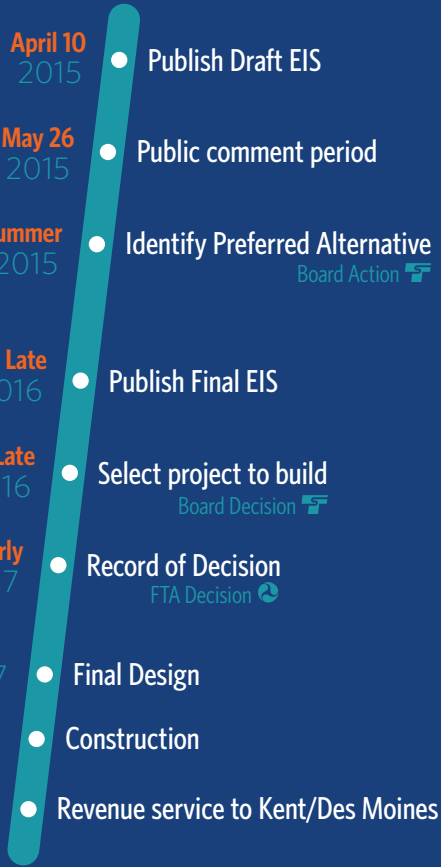 April 10
2015
Publish Draft EIS
May 26
2015
Public comment period
ummer
2015
Identify Preferred Alternative
Board Action
Late
016
Publish Final EIS
Late
16
Select project to build
Board Decision
rly
7
Record of Decision
FTA Decision
7
Final Design
Construction
Revenue service to Kent/Des Moines